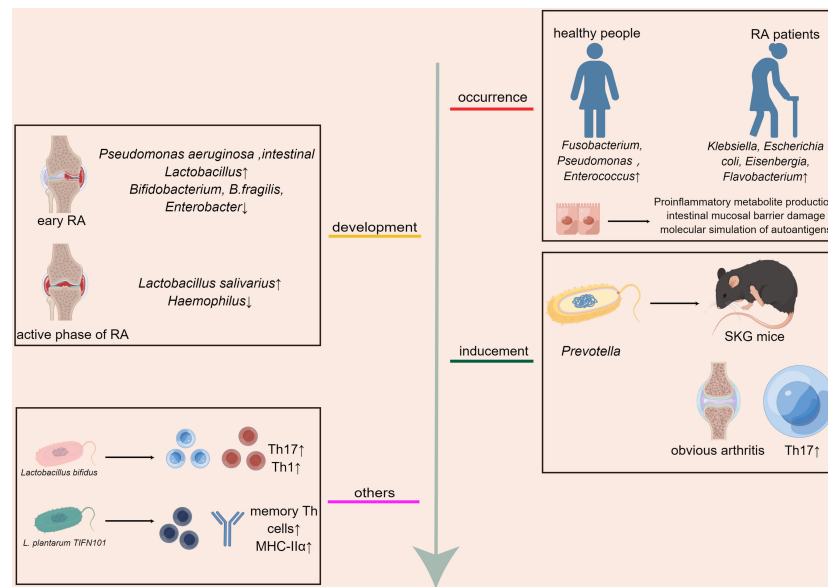 healthy people
RA patients
occurrence
Fusobacterium,
Pseudomonas ,
Enterococcus↑
Klebsiella, Escherichia
coli, Eisenbergia,
Flavobacterium↑
Proinflammatory metabolite production
intestinal mucosal barrier damage
molecular simulation of autoantigens
Pseudomonas aeruginosa ,intestinal
Lactobacillus↑
Bifidobacterium, B.fragilis,
Enterobacter↓
eary RA
development
Lactobacillus salivarius↑
Haemophilus↓
active phase of RA
Prevotella
SKG mice
inducement
obvious arthritis
Th17↑
Lactobacillus bifidus
Th17↑
Th1↑
others
L. plantarum TIFN101
memory Th
cells↑
MHC-IIα↑